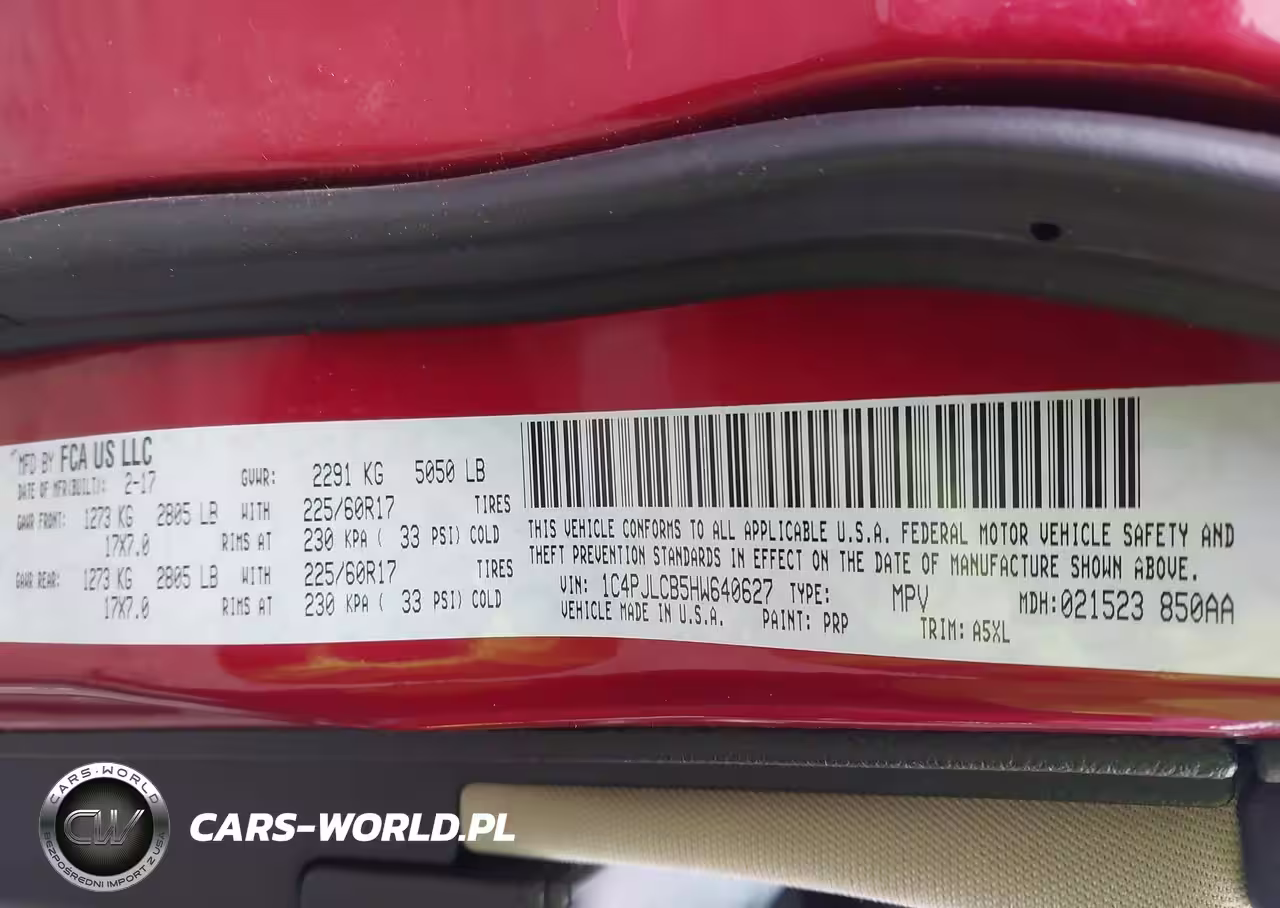 MFD BY FCA US LLC
DATE OF MFR(BUILT): 2-17 GVWR: 2291 KG 5050 LB
GAWR FRONT: 1273 KG 2805 LB WITH 225/60R17 TIRES
17X7.0 RIMS AT 230 KPA ( 33 PSI) COLD
GAWR REAR: 1273 KG 2805 LB WITH 225/60R17 TIRES
17X7.0 RIMS AT 230 KPA ( 33 PSI) COLD
THIS VEHICLE CONFORMS TO ALL APPLICABLE U.S.A. FEDERAL MOTOR VEHICLE SAFETY AND
THEFT PREVENTION STANDARDS IN EFFECT ON THE DATE OF MANUFACTURE SHOWN ABOVE.
VIN: 1C4PJLCB5HW640627 TYPE: MPV MDH:021523 850AA
VEHICLE MADE IN U.S.A. PAINT: PRP TRIM: A5XL
CARS-WORLD
CW
BEZPOŚREDNI IMPORT Z USA
CARS-WORLD.PL